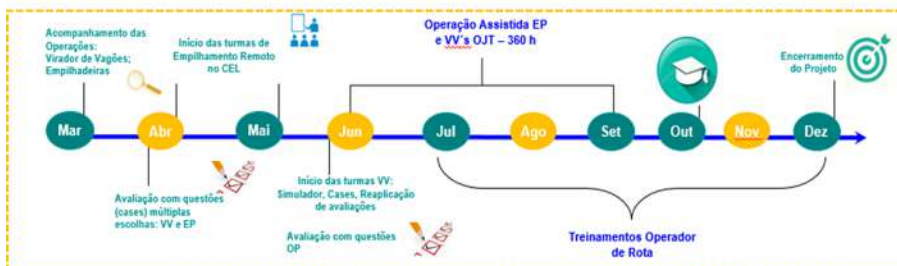 Acompanhamento das
Operações:
Virador de Vagões;
Empilhadeiras
Início das turmas de
Empilhamento Remoto
no CEL
Operação Assistida EP
e VV´s OJT – 360 h
Encerramento
do Projeto
Mar
Abr
Mai
Jun
Jul
Ago
Set
Out
Nov
Dez
Avaliação com questões
(cases) múltiplas
escolhas: VV e EP
Início das turmas VV:
Simulador, Cases, Reaplicação
de avaliações
Avaliação com questões
OP
Treinamentos Operador
de Rota